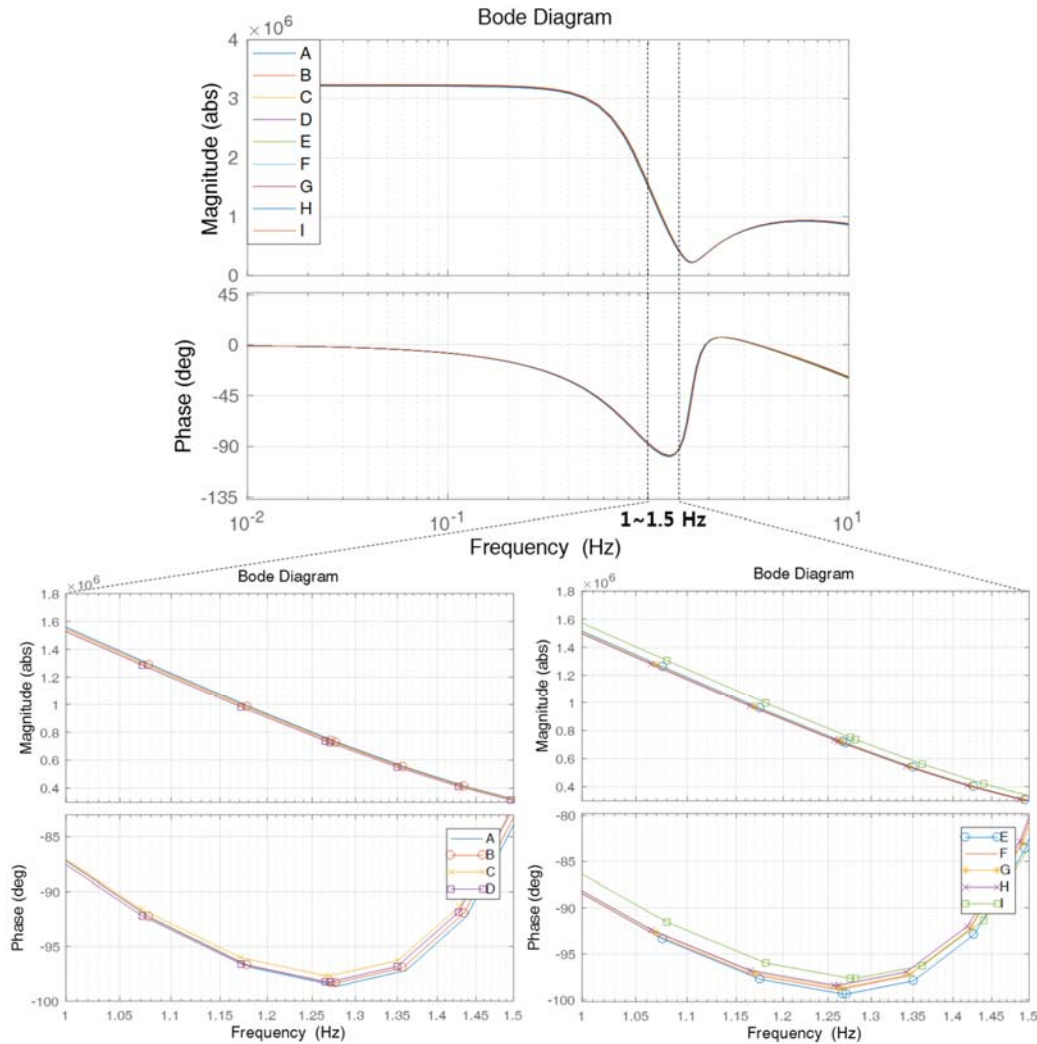 Bode Diagram
×10^6
4
3
2
1
0
Magnitude (abs)
A
B
C
D
E
F
G
H
I
45
0
-45
-90
-135
Phase (deg)
10^-2
10^-1
1~1.5 Hz
10^1
Frequency (Hz)
Bode Diagram
×10^6
1.8
1.6
1.4
1.2
1
0.8
0.6
0.4
Magnitude (abs)
-85
-90
-95
-100
Phase (deg)
A
B
C
D
1
1.05
1.1
1.15
1.2
1.25
1.3
1.35
1.4
1.45
1.5
Frequency (Hz)
Bode Diagram
×10^6
1.8
1.6
1.4
1.2
1
0.8
0.6
0.4
Magnitude (abs)
-80
-85
-90
-95
-100
Phase (deg)
E
F
G
H
I
1
1.05
1.1
1.15
1.2
1.25
1.3
1.35
1.4
1.45
1.5
Frequency (Hz)